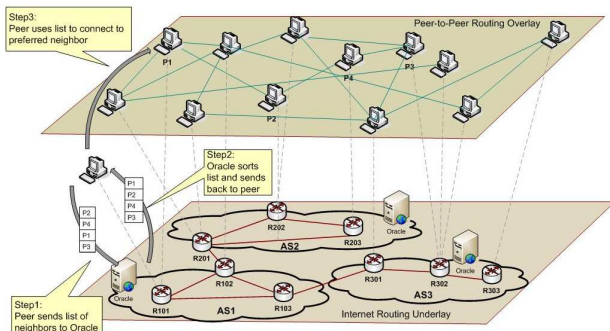 Step3:
Peer uses list to connect to
preferred neighbor
Peer-to-Peer Routing Overlay
P1
P4
P3
P2
Step2:
Oracle sorts
list and sends
back to peer
P1
P2
P4
P3
P2
P4
P1
P3
Oracle
R202
R203
Oracle
R201
AS2
Oracle
R102
R301
R302
R303
R101
AS1
R103
AS3
Step1:
Peer sends list of
neighbors to Oracle
Internet Routing Underlay